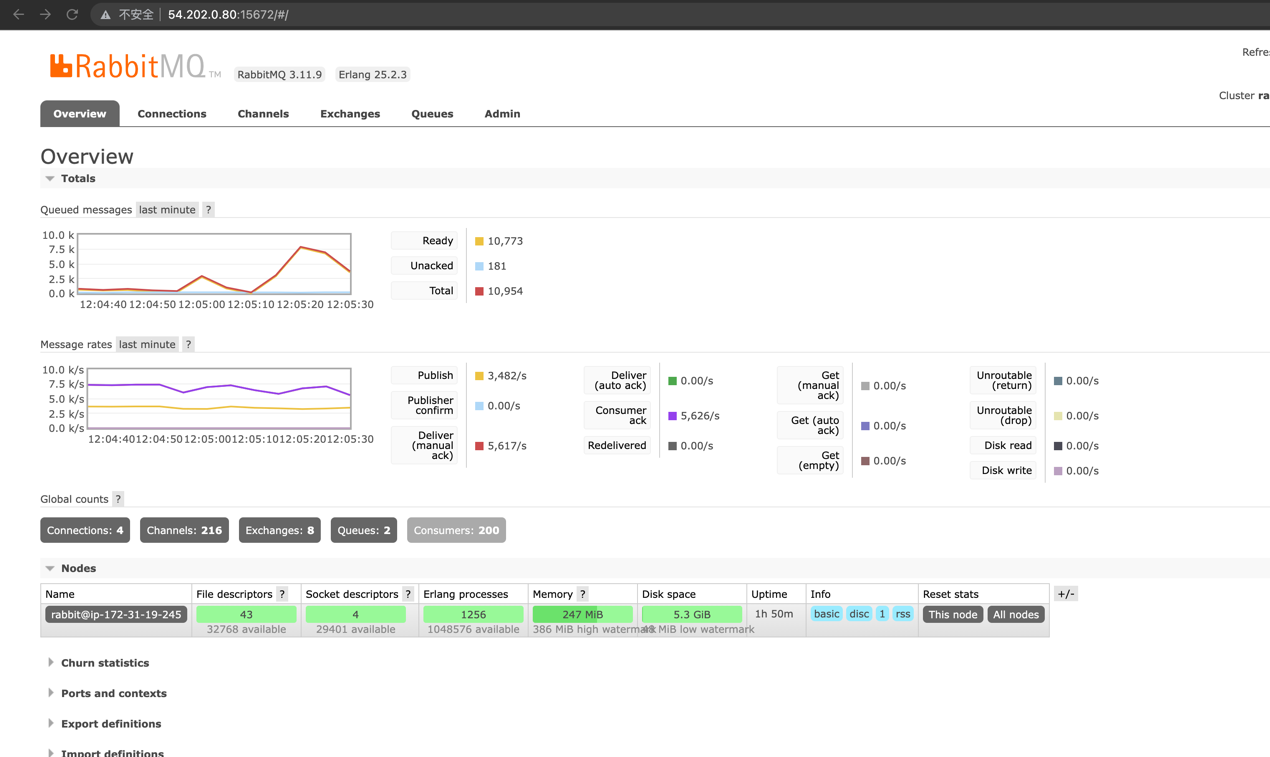 不安全 54.202.0.80:15672/#/
Refre
RabbitMQ TM RabbitMQ 3.11.9 Erlang 25.2.3
Cluster ra
Overview Connections Channels Exchanges Queues Admin
Overview
Totals
Queued messages last minute ?
10.0 k
7.5 k
5.0 k
2.5 k
0.0 k
12:04:40 12:04:50 12:05:00 12:05:10 12:05:20 12:05:30
Ready 10,773
Unacked 181
Total 10,954
Message rates last minute ?
10.0 k/s
7.5 k/s
5.0 k/s
2.5 k/s
0.0 k/s
12:04:40 12:04:50 12:05:00 12:05:10 12:05:20 12:05:30
Publish 3,482/s
Publisher confirm 0.00/s
Deliver (manual ack) 5,617/s
Deliver (auto ack) 0.00/s
Consumer ack 5,626/s
Redelivered 0.00/s
Get (manual ack) 0.00/s
Get (auto ack) 0.00/s
Get (empty) 0.00/s
Unroutable (return) 0.00/s
Unroutable (drop) 0.00/s
Disk read 0.00/s
Disk write 0.00/s
Global counts ?
Connections: 4 Channels: 216 Exchanges: 8 Queues: 2 Consumers: 200
Nodes
Name File descriptors ? Socket descriptors ? Erlang processes Memory ? Disk space Uptime Info Reset stats +/-
rabbit@ip-172-31-19-245 43 4 1256 247 MiB 5.3 GiB 1h 50m basic disc 1 rss This node All nodes
32768 available 29401 available 1048576 available 386 MiB high watermark 48 MiB low watermark
Churn statistics
Ports and contexts
Export definitions
Import definitions